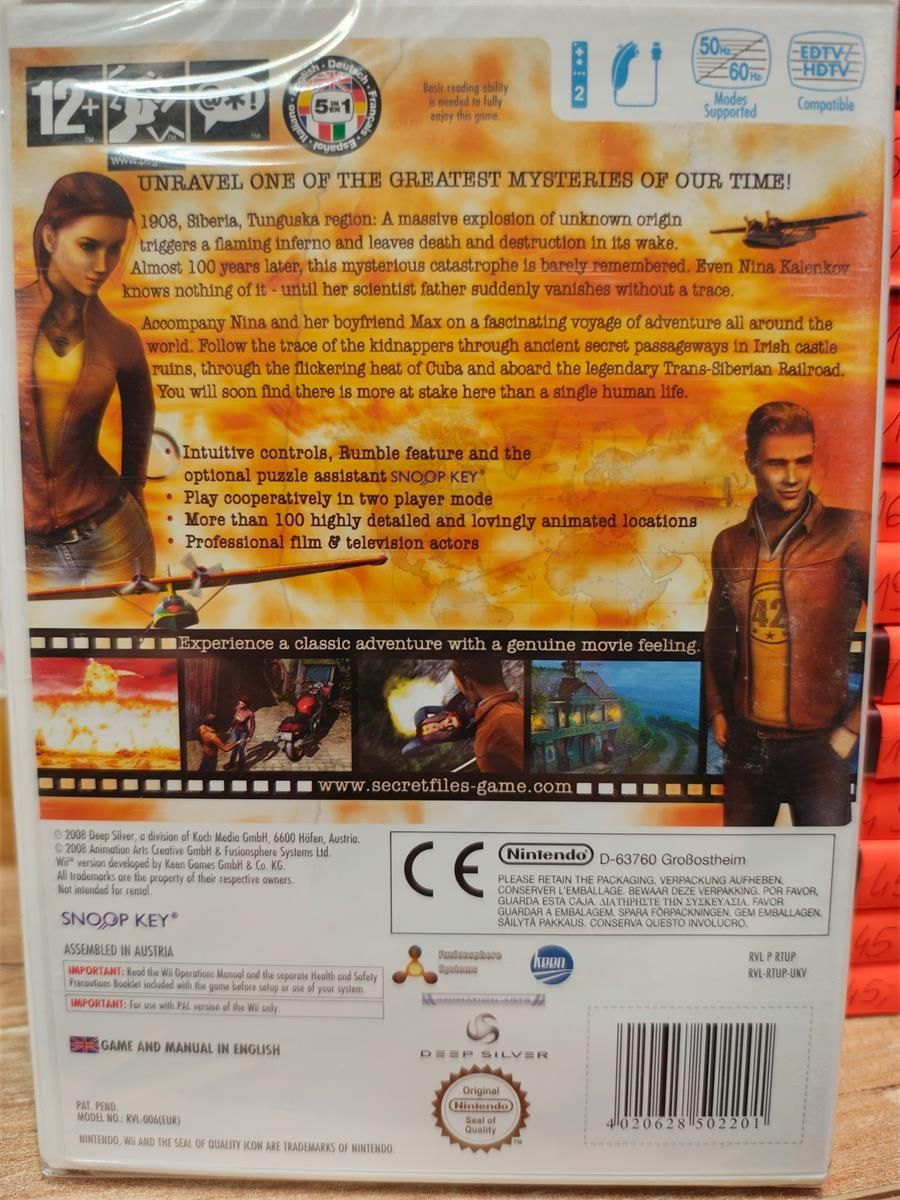 12+
@*!
www.peg
English • Deutsch • Français • Español • Italiano
5 IN EN 1
Basic reading ability
is needed to fully
enjoy this game.
2
50Hz
60Hz
Modes
Supported
EDTV/
HDTV
Compatible
UNRAVEL ONE OF THE GREATEST MYSTERIES OF OUR TIME!
1908, Siberia, Tunguska region: A massive explosion of unknown origin
triggers a flaming inferno and leaves death and destruction in its wake.
Almost 100 years later, this mysterious catastrophe is barely remembered. Even Nina Kalenkov
knows nothing of it - until her scientist father suddenly vanishes without a trace.
Accompany Nina and her boyfriend Max on a fascinating voyage of adventure all around the
world. Follow the trace of the kidnappers through ancient secret passageways in Irish castle
ruins, through the flickering heat of Cuba and aboard the legendary Trans-Siberian Railroad.
You will soon find there is more at stake here than a single human life.
• Intuitive controls, Rumble feature and the
optional puzzle assistant SNOOP KEY®
• Play cooperatively in two player mode
• More than 100 highly detailed and lovingly animated locations
• Professional film & television actors
42
Experience a classic adventure with a genuine movie feeling.
www.secretfiles-game.com
℗ 2008 Deep Silver, a division of Koch Media GmbH, 6600 Höfen, Austria.
© 2008 Animation Arts Creative GmbH & Fusionsphere Systems Ltd.
Wii™ version developed by Keen Games GmbH & Co. KG.
All trademarks are the property of their respective owners.
Not intended for rental.
SNOOP KEY®
ASSEMBLED IN AUSTRIA
IMPORTANT: Read the Wii Operations Manual and the separate Health and Safety
Precautions Booklet included with the game before setup or use of your system.
IMPORTANT: For use with PAL version of the Wii only.
GAME AND MANUAL IN ENGLISH
PAT. PEND.
MODEL NO.: RVL-006(EUR)
NINTENDO, Wii AND THE SEAL OF QUALITY ICON ARE TRADEMARKS OF NINTENDO.
CE
Nintendo® D-63760 Großostheim
PLEASE RETAIN THE PACKAGING. VERPACKUNG AUFHEBEN.
CONSERVER L'EMBALLAGE. BEWAAR DEZE VERPAKKING. POR FAVOR,
GUARDA ESTA CAJA. ΔΙΑΤΗΡΗΣΤΕ ΤΗΝ ΣΥΣΚΕΥΑΣΙΑ. FAVOR
GUARDAR A EMBALAGEM. SPARA FÖRPACKNINGEN. GEM EMBALLAGEN.
SÄILYTÄ PAKKAUS. CONSERVA QUESTO INVOLUCRO.
Fusionsphere
Systems
keen
ANIMATION ARTS
RVL P RTUP
RVL-RTUP-UKV
DEEP SILVER
Original
Nintendo®
Seal of
Quality
™
4 020628 502201